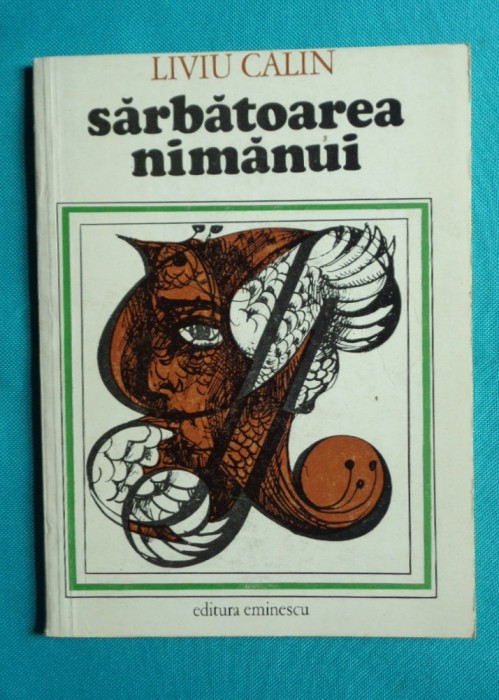 LIVIU CALIN
sărbătoarea
nimănui
editura eminescu